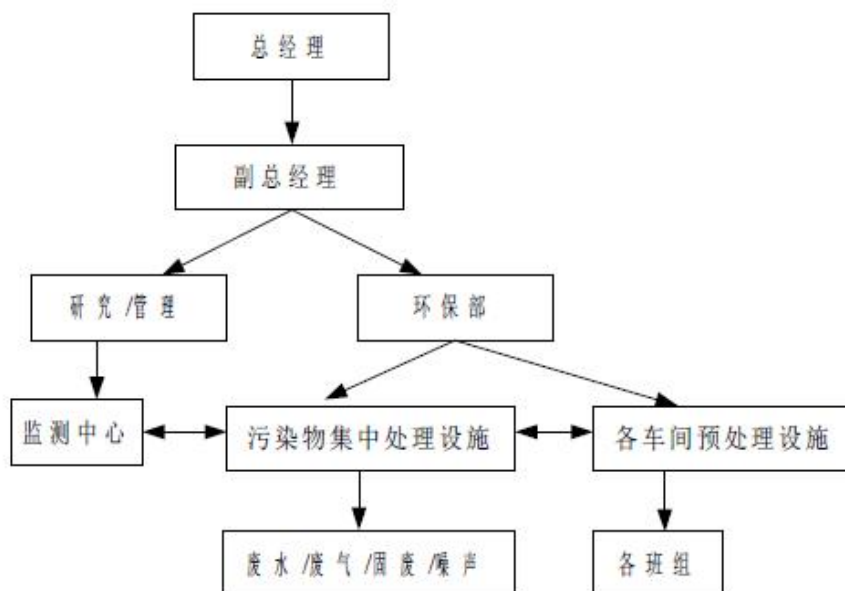 总经理
副总经理
研究/管理
环保部
监测中心
污染物集中处理设施
各车间预处理设施
废水/废气/固废/噪声
各班组